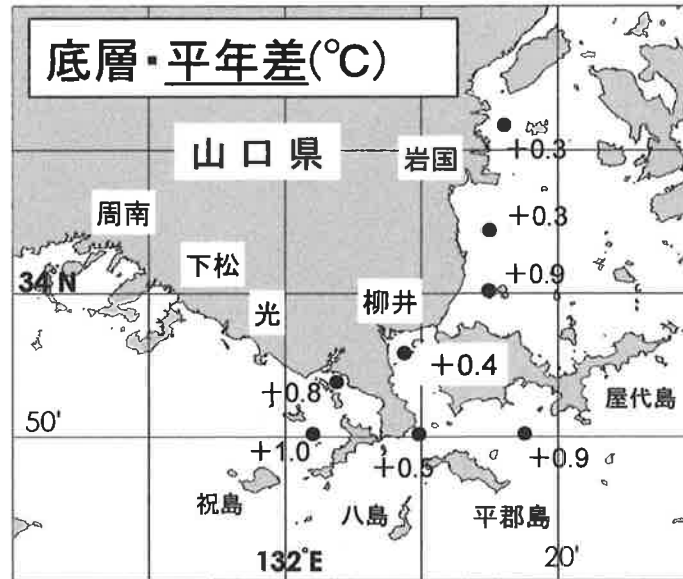 底層・平年差(℃)
山口県
岩国
+0.3
周南
+0.3
下松
34°N
+0.9
光
柳井
+0.4
+0.8
屋代島
50'
+1.0
+0.5
+0.9
祝島
八島
平郡島
132°E
20'